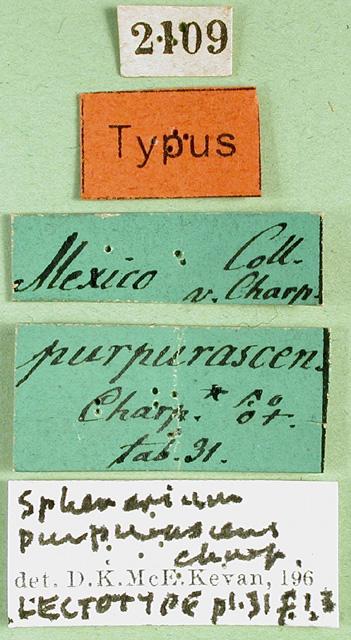 2109
Typus
Mexico Coll.
v. Charp.
purpurascens
Charp. *
tab. 31.
Sphenarium
purpurascens
charp.
det. D.K.McE.Kevan, 196
LECTOTYPE pl.31 f.1,3